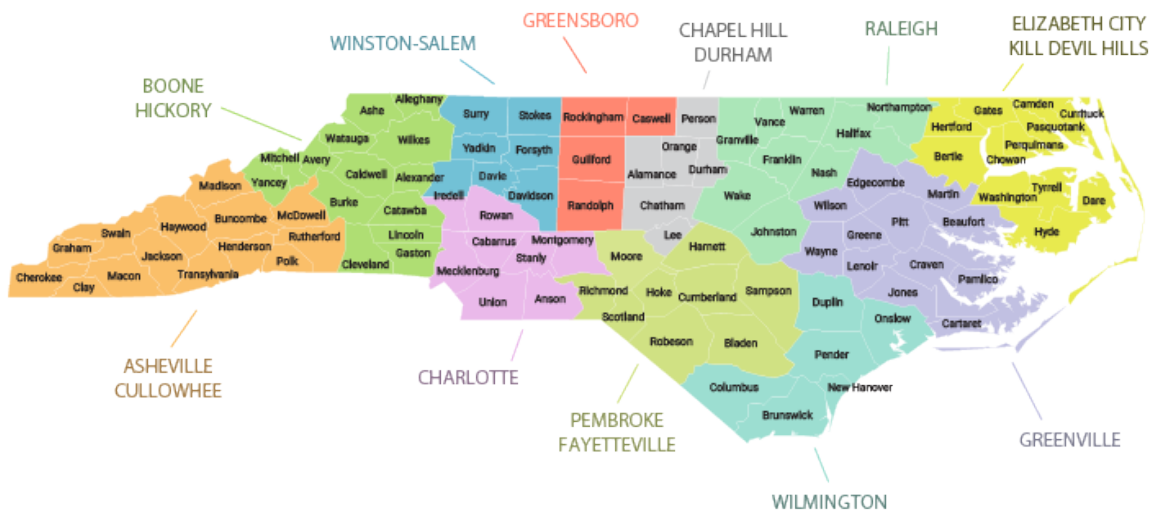 GREENSBORO
WINSTON-SALEM
CHAPEL HILL
DURHAM
RALEIGH
ELIZABETH CITY
KILL DEVIL HILLS
BOONE
HICKORY
Ashe
Alleghany
Surry
Stokes
Rockingham
Caswell
Person
Granville
Vance
Warren
Northampton
Hertford
Gates
Camden
Currituck
Pasquotank
Watauga
Wilkes
Yadkin
Forsyth
Guilford
Orange
Alamance
Durham
Franklin
Halifax
Bertie
Perquimans
Chowan
Mitchell
Avery
Caldwell
Alexander
Davie
Nash
Edgecombe
Martin
Washington
Tyrrell
Dare
Madison
Yancey
Burke
Iredell
Davidson
Randolph
Chatham
Wake
Wilson
Pitt
Beaufort
Hyde
Swain
Haywood
Buncombe
McDowell
Catawba
Rowan
Lee
Johnston
Greene
Graham
Jackson
Henderson
Rutherford
Lincoln
Cabarrus
Montgomery
Moore
Harnett
Wayne
Lenoir
Craven
Pamlico
Cherokee
Clay
Macon
Transylvania
Polk
Cleveland
Gaston
Mecklenburg
Stanly
Richmond
Hoke
Cumberland
Sampson
Duplin
Jones
Union
Anson
Scotland
Onslow
Cartaret
Robeson
Bladen
Pender
Columbus
New Hanover
Brunswick
ASHEVILLE
CULLOWHEE
CHARLOTTE
PEMBROKE
FAYETTEVILLE
GREENVILLE
WILMINGTON